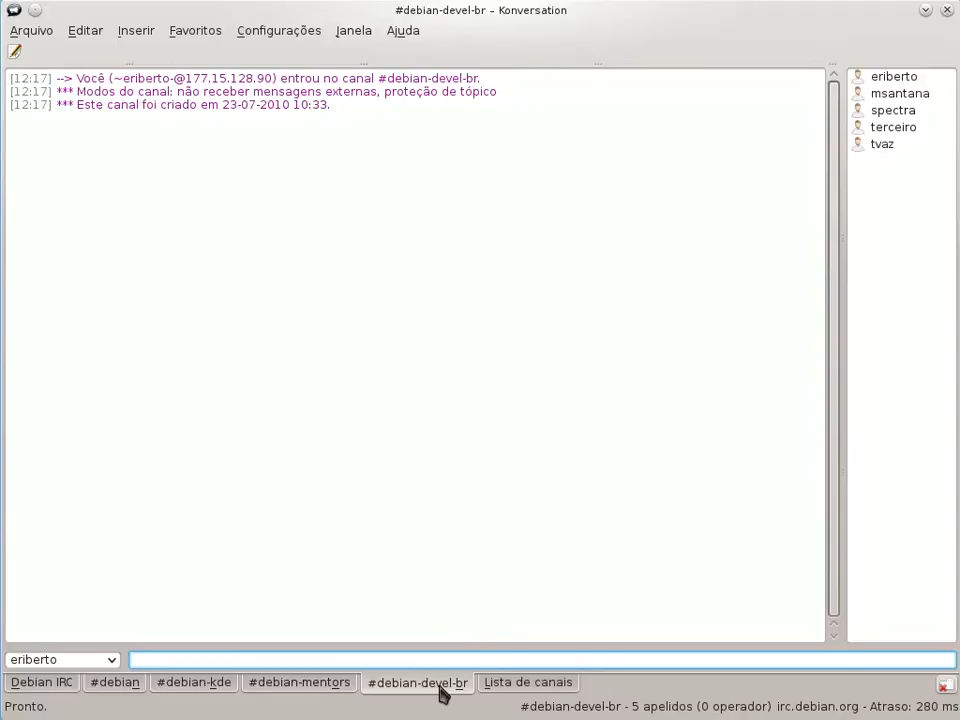 #debian-devel-br – Konversation
Arquivo Editar Inserir Favoritos Configurações Janela Ajuda
[12:17] --> Você (~eriberto-@177.15.128.90) entrou no canal #debian-devel-br.
[12:17] *** Modos do canal: não receber mensagens externas, proteção de tópico
[12:17] *** Este canal foi criado em 23-07-2010 10:33.
eriberto
msantana
spectra
terceiro
tvaz
eriberto
Debian IRC #debian #debian-kde #debian-mentors #debian-devel-br Lista de canais
Pronto. #debian-devel-br - 5 apelidos (0 operador) irc.debian.org - Atraso: 280 ms